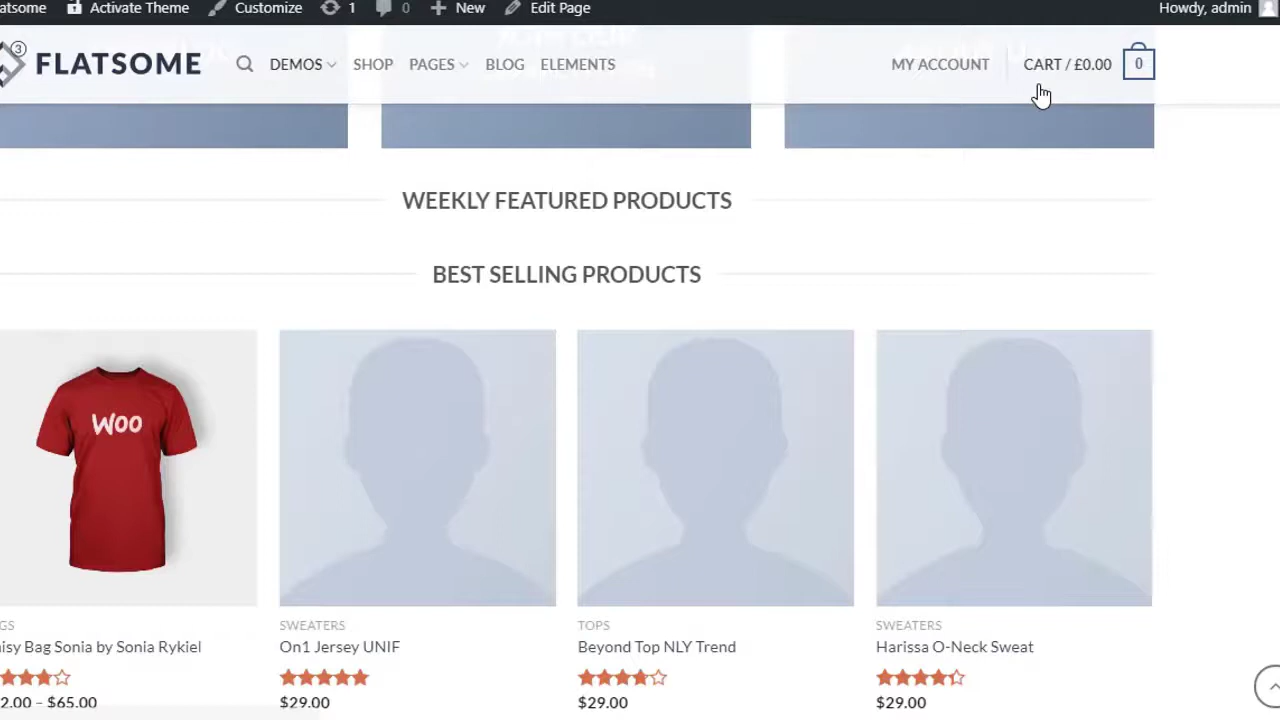 atsome Activate Theme Customize 1 0 New Edit Page Howdy, admin
3 FLATSOME DEMOS SHOP PAGES BLOG ELEMENTS MY ACCOUNT CART / £0.00 0
WEEKLY FEATURED PRODUCTS
BEST SELLING PRODUCTS
Woo
GS SWEATERS TOPS SWEATERS
isy Bag Sonia by Sonia Rykiel On1 Jersey UNIF Beyond Top NLY Trend Harissa O-Neck Sweat
2.00 – $65.00 $29.00 $29.00 $29.00